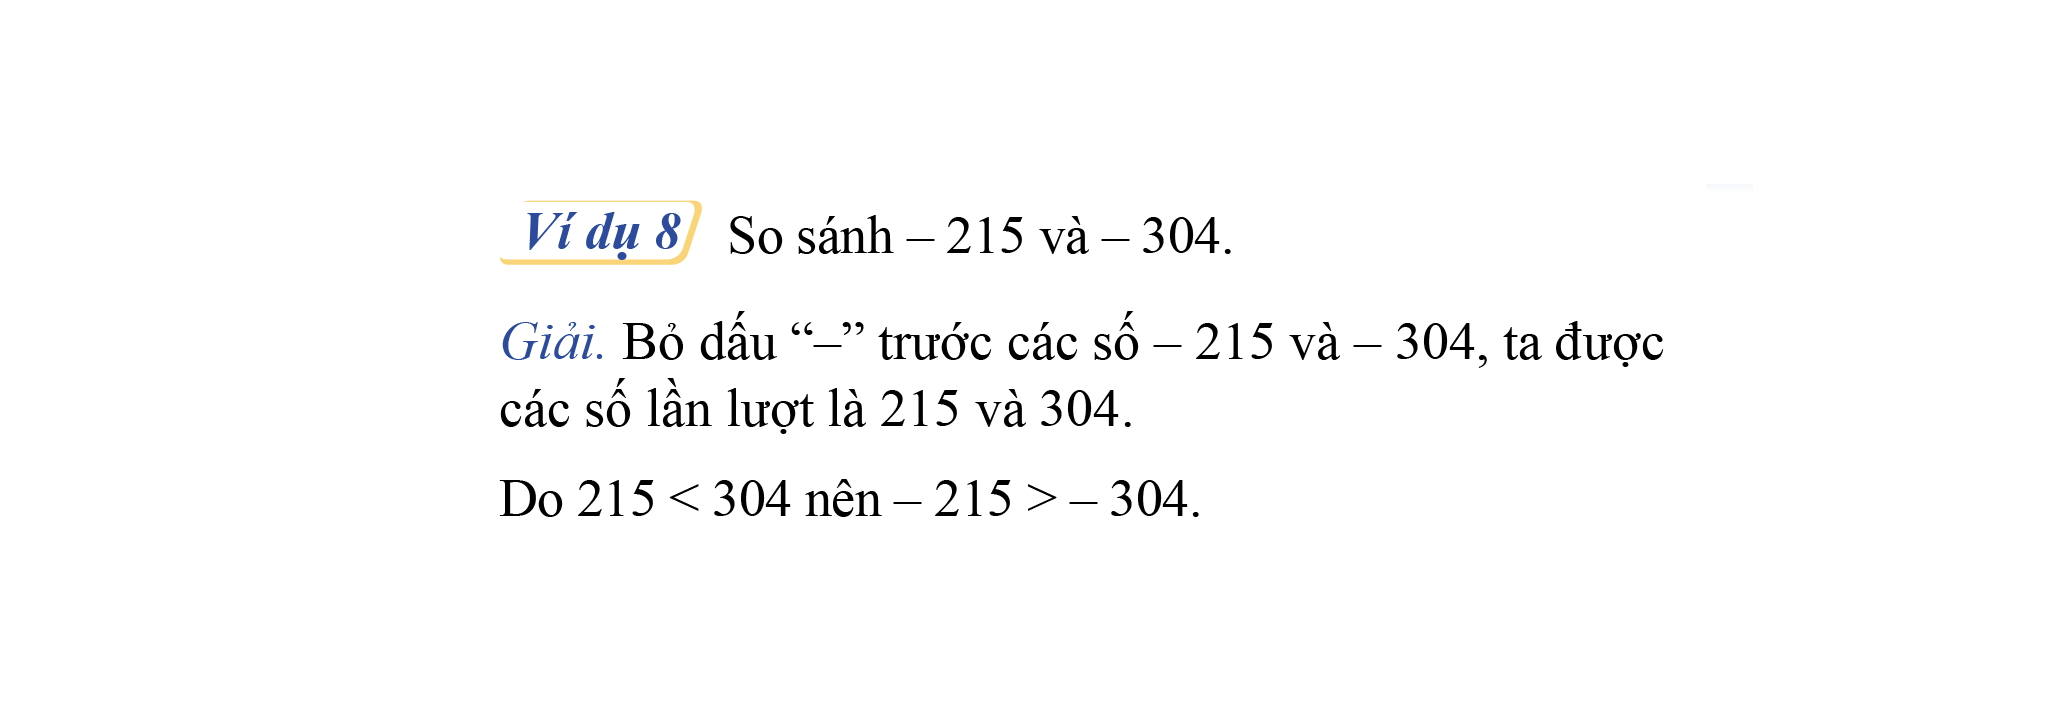 Ví dụ 8 So sánh – 215 và – 304.
Giải. Bỏ dấu “–” trước các số – 215 và – 304, ta được
các số lần lượt là 215 và 304.
Do 215 < 304 nên – 215 > – 304.